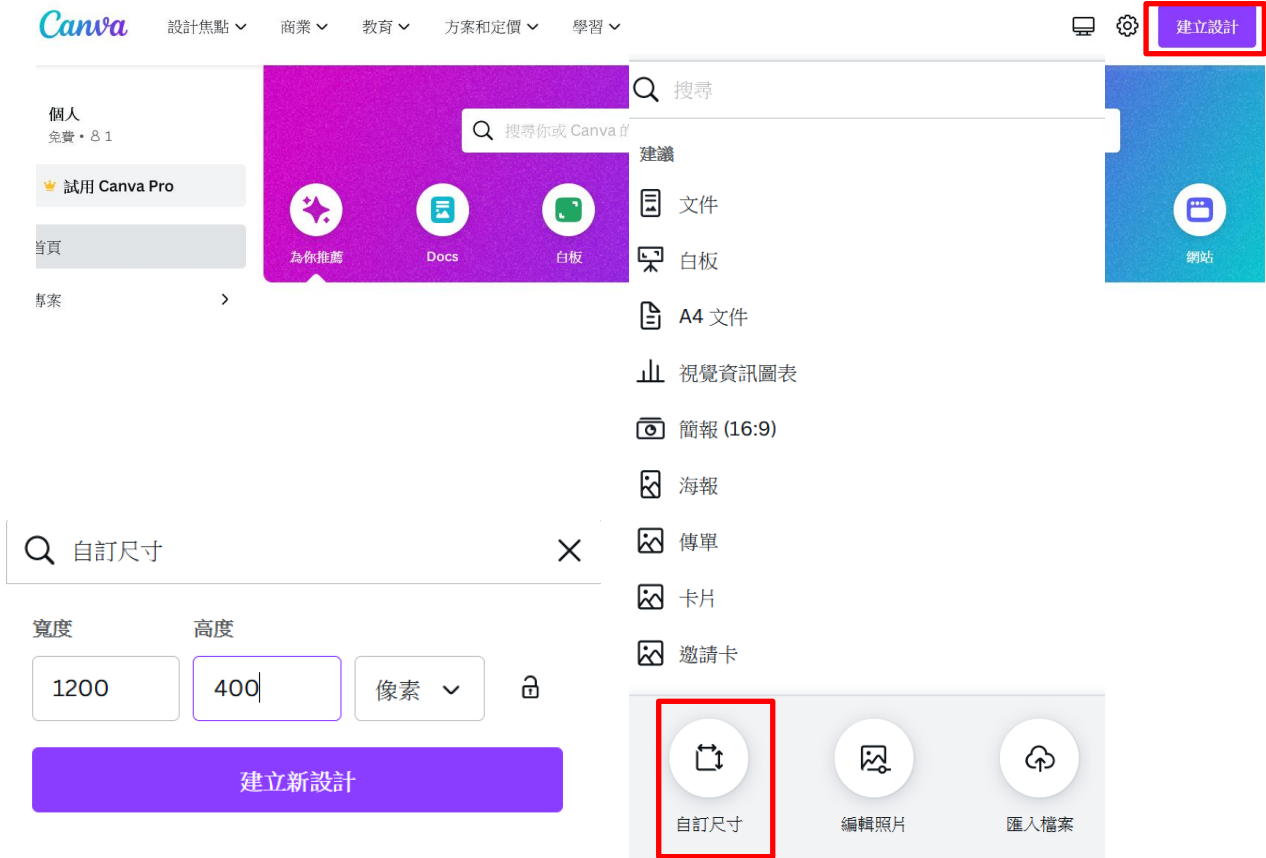 Canva
設計焦點
商業
教育
方案和定價
學習
建立設計
個人
免費 • 1
試用 Canva Pro
首頁
專案
搜尋你或 Canva 的
為你推薦
Docs
白板
網站
搜尋
建議
文件
白板
A4 文件
視覺資訊圖表
簡報 (16:9)
海報
傳單
卡片
邀請卡
自訂尺寸
編輯照片
匯入檔案
自訂尺寸
寬度
高度
1200
400
像素
建立新設計